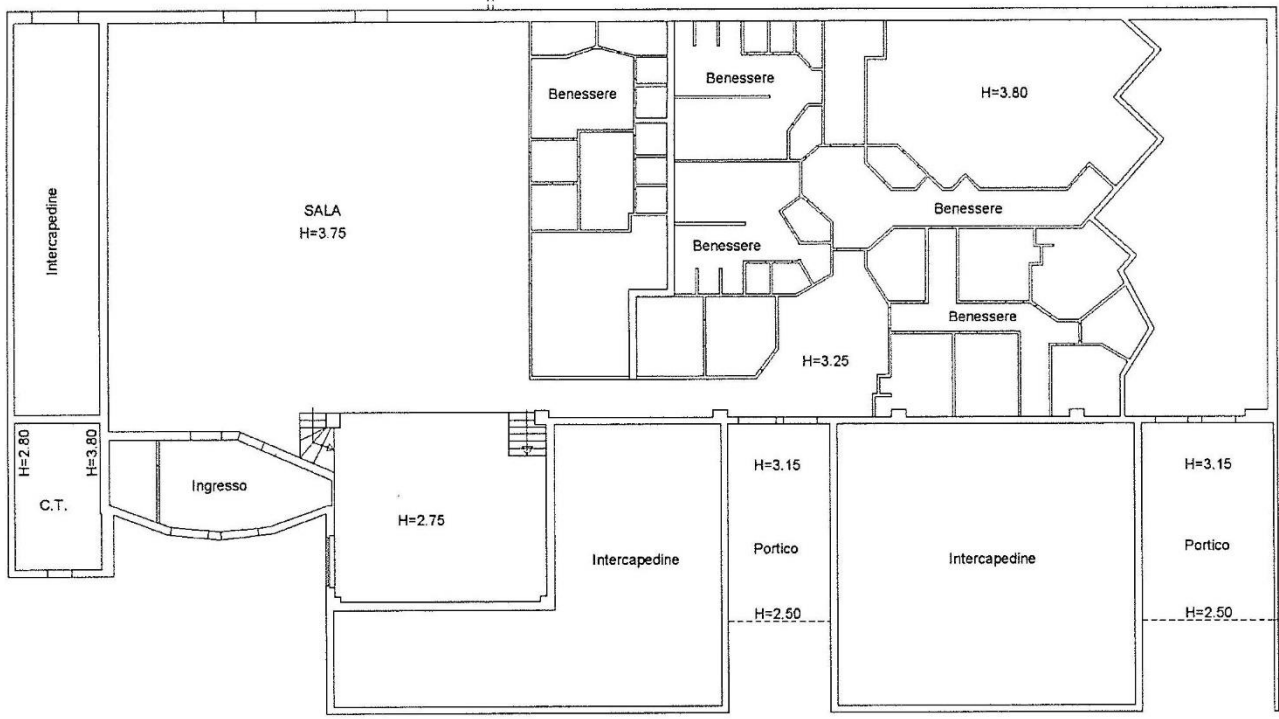 Intercapedine
SALA
H=3.75
Benessere
Benessere
H=3.80
Benessere
Benessere
Benessere
H=3.25
H=2.80
H=3.80
C.T.
Ingresso
H=2.75
Intercapedine
H=3.15
Portico
H=2.50
Intercapedine
H=3.15
Portico
H=2.50